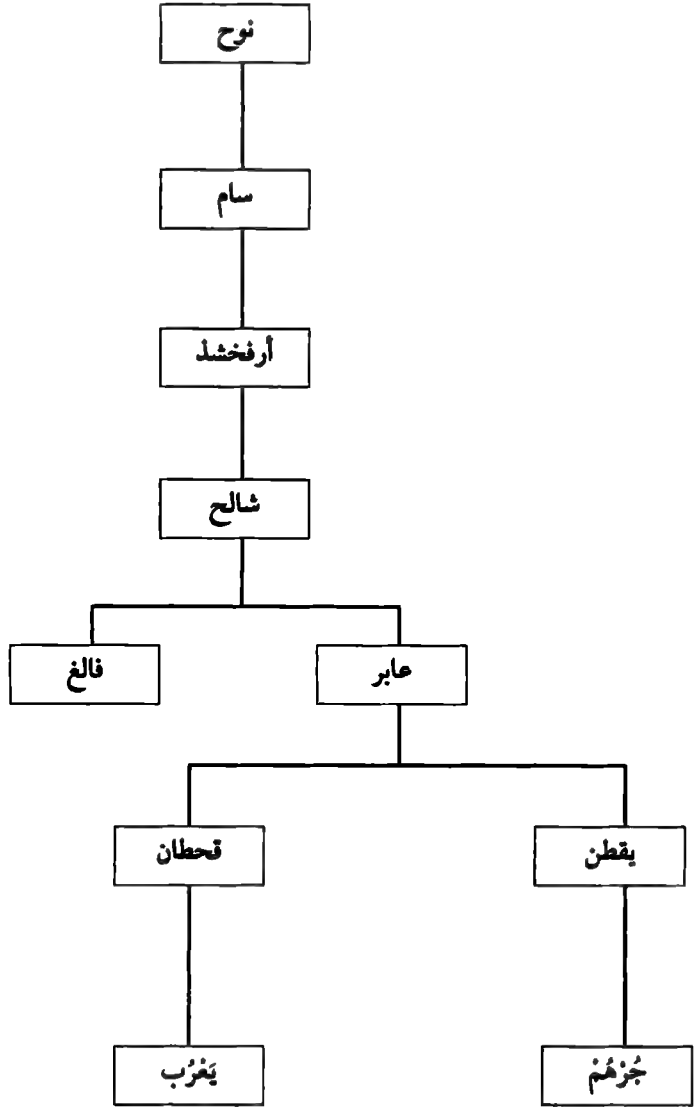 نوح
سام
أرفخشذ
شالح
عابر
فالغ
يقطن
قحطان
جُرْهُمْ
يَعْرُب